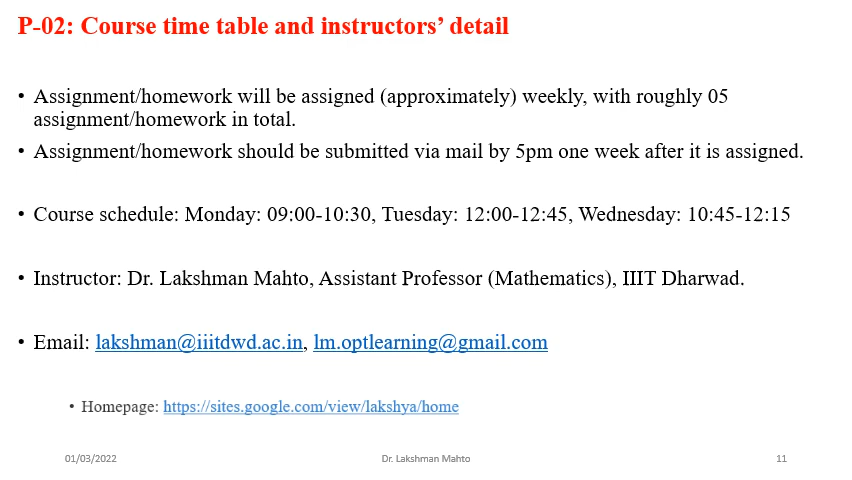 P-02: Course time table and instructors’ detail
• Assignment/homework will be assigned (approximately) weekly, with roughly 05
assignment/homework in total.
• Assignment/homework should be submitted via mail by 5pm one week after it is assigned.
• Course schedule: Monday: 09:00-10:30, Tuesday: 12:00-12:45, Wednesday: 10:45-12:15
• Instructor: Dr. Lakshman Mahto, Assistant Professor (Mathematics), IIIT Dharwad.
• Email: lakshman@iiitdwd.ac.in, lm.optlearning@gmail.com
• Homepage: https://sites.google.com/view/lakshya/home
01/03/2022 Dr. Lakshman Mahto 11